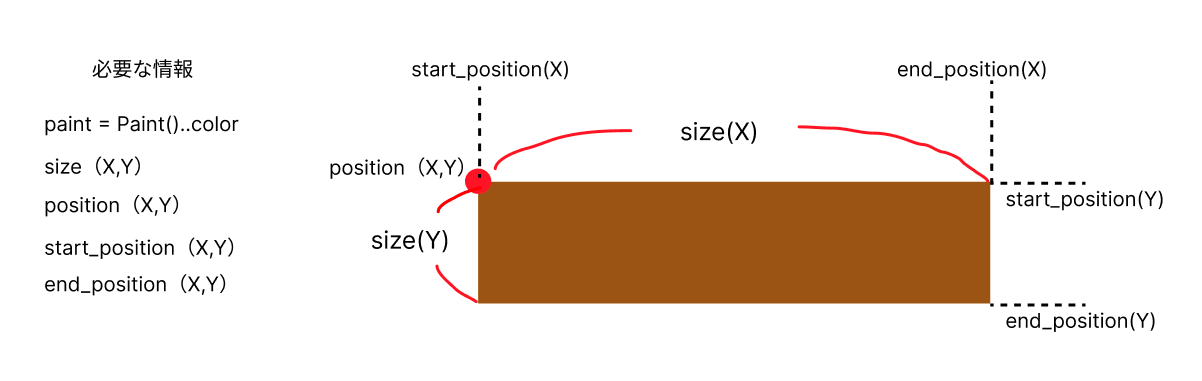 必要な情報
paint = Paint()..color
size（X,Y）
position（X,Y）
start_position（X,Y）
end_position（X,Y）
start_position(X)
end_position(X)
size(X)
position（X,Y）
start_position(Y)
size(Y)
end_position(Y)